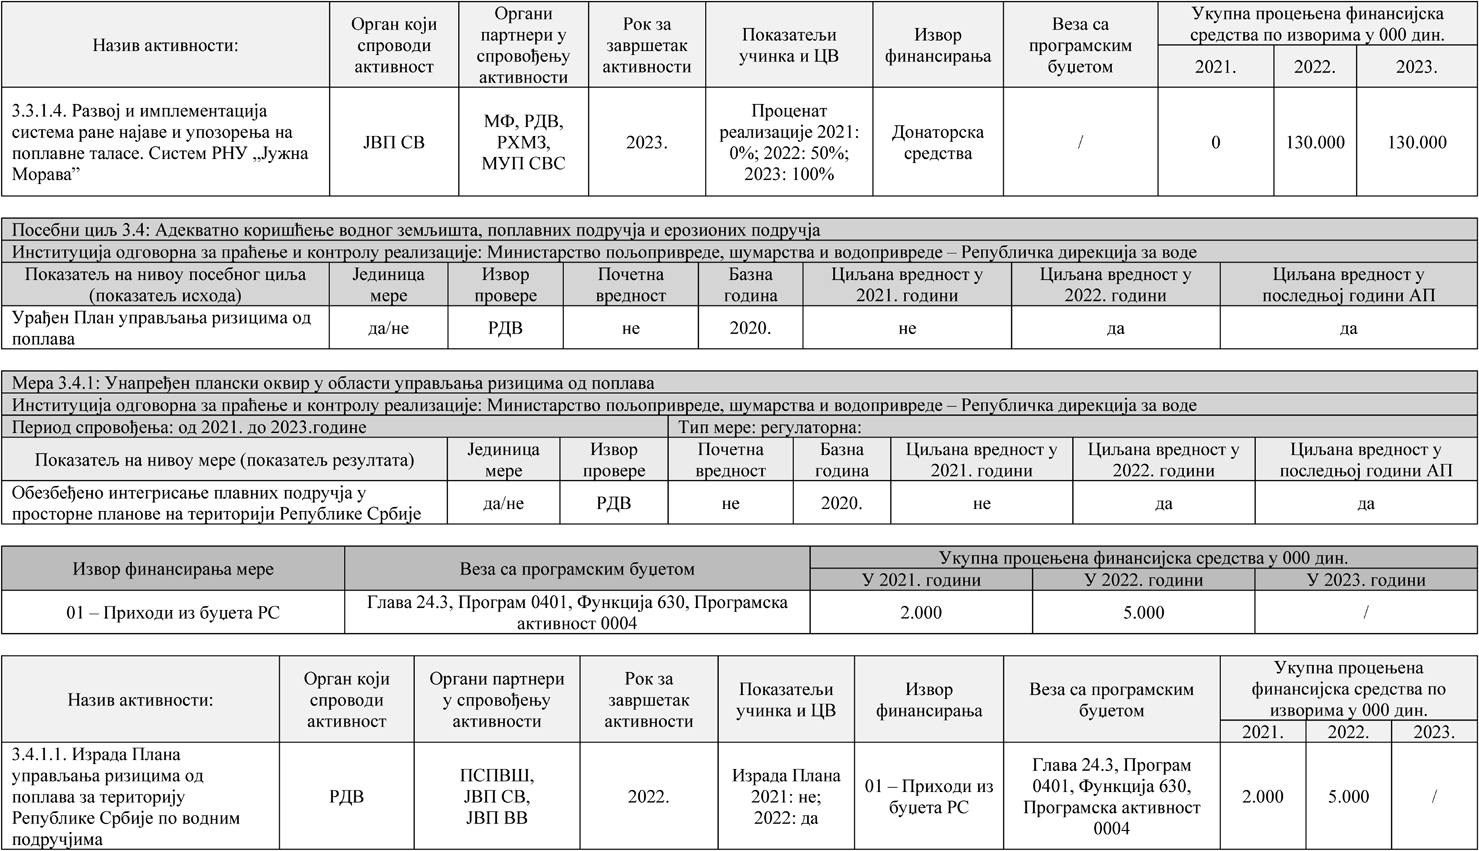 Назив активности:
Орган који
спроводи
активност
Органи
партнери у
спровођењу
активности
Рок за
завршетак
активности
Показатељи
учинка и ЦВ
Извор
финансирања
Веза са
програмским
буџетом
Укупна процењена финансијска
средства по изворима у 000 дин.
2021.
2022.
2023.
3.3.1.4. Развој и имплементација
система ране најаве и упозорења на
поплавне таласе. Систем РНУ „Јужна
Морава”
ЈВП СВ
МФ, РДВ,
РХМЗ,
МУП СВС
2023.
Проценат
реализације 2021:
0%; 2022: 50%;
2023: 100%
Донаторска
средства
/
0
130.000
130.000
Посебни циљ 3.4: Адекватно коришћење водног земљишта, поплавних подручја и ерозионих подручја
Институција одговорна за праћење и контролу реализације: Министарство пољопривреде, шумарства и водопривреде – Републичка дирекција за воде
Показатељ на нивоу посебног циља
(показатељ исхода)
Јединица
мере
Извор
провере
Почетна
вредност
Базна
година
Циљана вредност у
2021. години
Циљана вредност у
2022. години
Циљана вредност у
последњој години АП
Урађен План управљања ризицима од
поплава
да/не
РДВ
не
2020.
не
да
да
Мера 3.4.1: Унапређен плански оквир у области управљања ризицима од поплава
Институција одговорна за праћење и контролу реализације: Министарство пољопривреде, шумарства и водопривреде – Републичка дирекција за воде
Период спровођења: од 2021. до 2023.године
Тип мере: регулаторна:
Показатељ на нивоу мере (показатељ резултата)
Јединица
мере
Извор
провере
Почетна
вредност
Базна
година
Циљана вредност у
2021. години
Циљана вредност у
2022. години
Циљана вредност у
последњој години АП
Обезбеђено интегрисање плавних подручја у
просторне планове на територији Републике Србије
да/не
РДВ
не
2020.
не
да
да
Извор финансирања мере
Веза са програмским буџетом
Укупна процењена финансијска средства у 000 дин.
У 2021. години
У 2022. години
У 2023. години
01 – Приходи из буџета РС
Глава 24.3, Програм 0401, Функција 630, Програмска
активност 0004
2.000
5.000
/
Назив активности:
Орган који
спроводи
активност
Органи партнери
у спровођењу
активности
Рок за
завршетак
активности
Показатељи
учинка и ЦВ
Извор
финансирања
Веза са програмским
буџетом
Укупна процењена
финансијска средства по
изворима у 000 дин.
2021.
2022.
2023.
3.4.1.1. Израда Плана
управљања ризицима од
поплава за територију
Републике Србије по водним
подручјима
РДВ
ПСПВШ,
ЈВП СВ,
ЈВП ВВ
2022.
Израда Плана
2021: не;
2022: да
01 – Приходи из
буџета РС
Глава 24.3, Програм
0401, Функција 630,
Програмска активност
0004
2.000
5.000
/